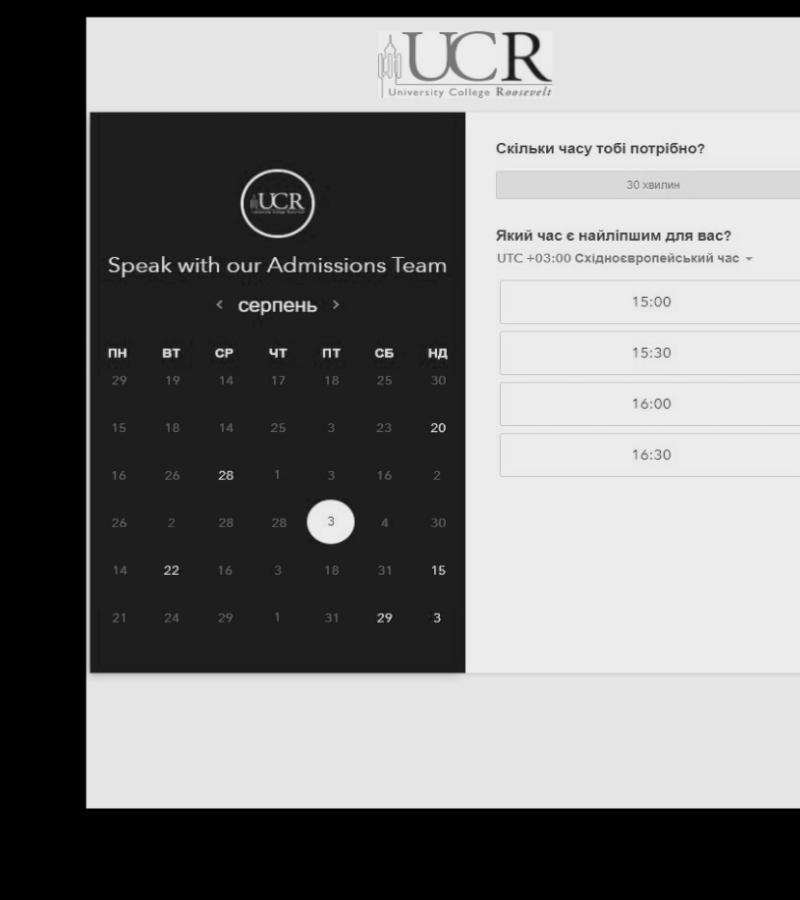 UCR
University College Roosevelt
UCR
Speak with our Admissions Team
‹ серпень ›
ПН ВТ СР ЧТ ПТ СБ НД
29 19 14 17 18 25 30
15 18 14 25 3 23 20
16 26 28 1 3 16 2
26 2 28 28 3 4 30
14 22 16 3 18 31 15
21 24 29 1 31 29 3
Скільки часу тобі потрібно?
30 хвилин
Який час є найліпшим для вас?
UTC +03:00 Східноєвропейський час
15:00
15:30
16:00
16:30